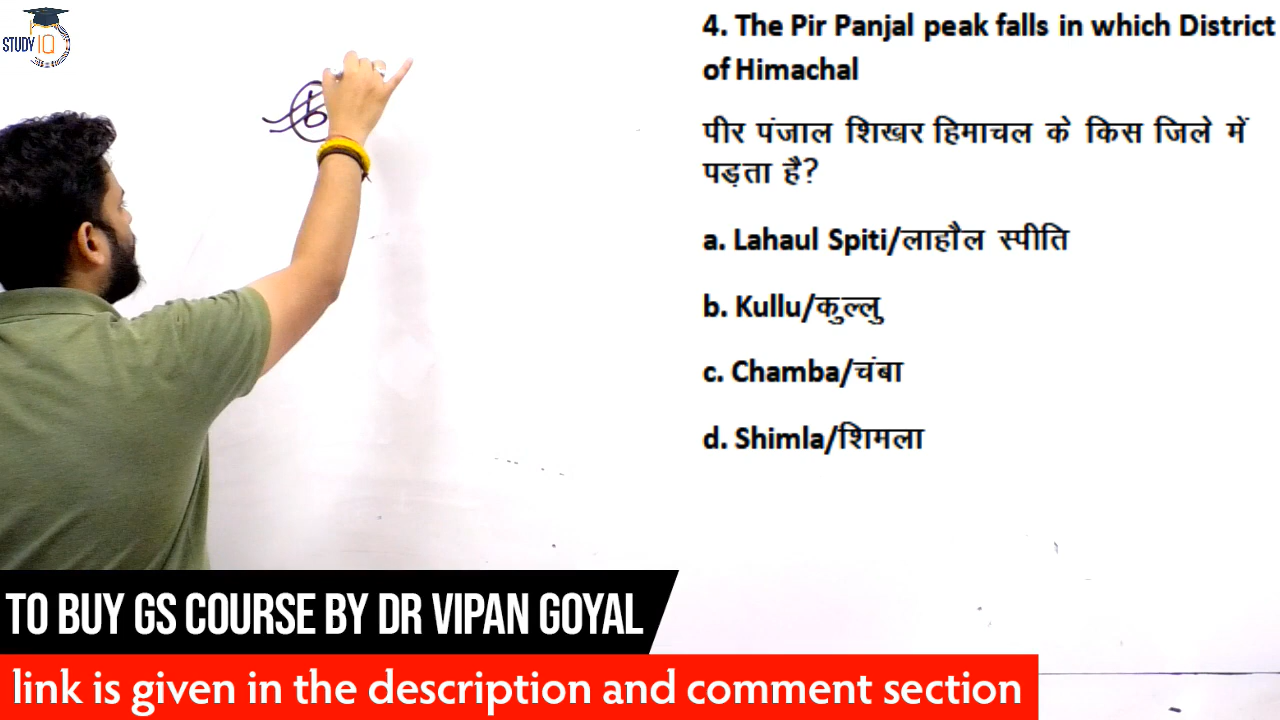 STUDY IQ
4. The Pir Panjal peak falls in which District
of Himachal
पीर पंजाल शिखर हिमाचल के किस जिले में
पड़ता है?
a. Lahaul Spiti/लाहौल स्पीति
b. Kullu/कुल्लु
c. Chamba/चंबा
d. Shimla/शिमला
b
TO BUY GS COURSE BY DR VIPAN GOYAL
link is given in the description and comment section